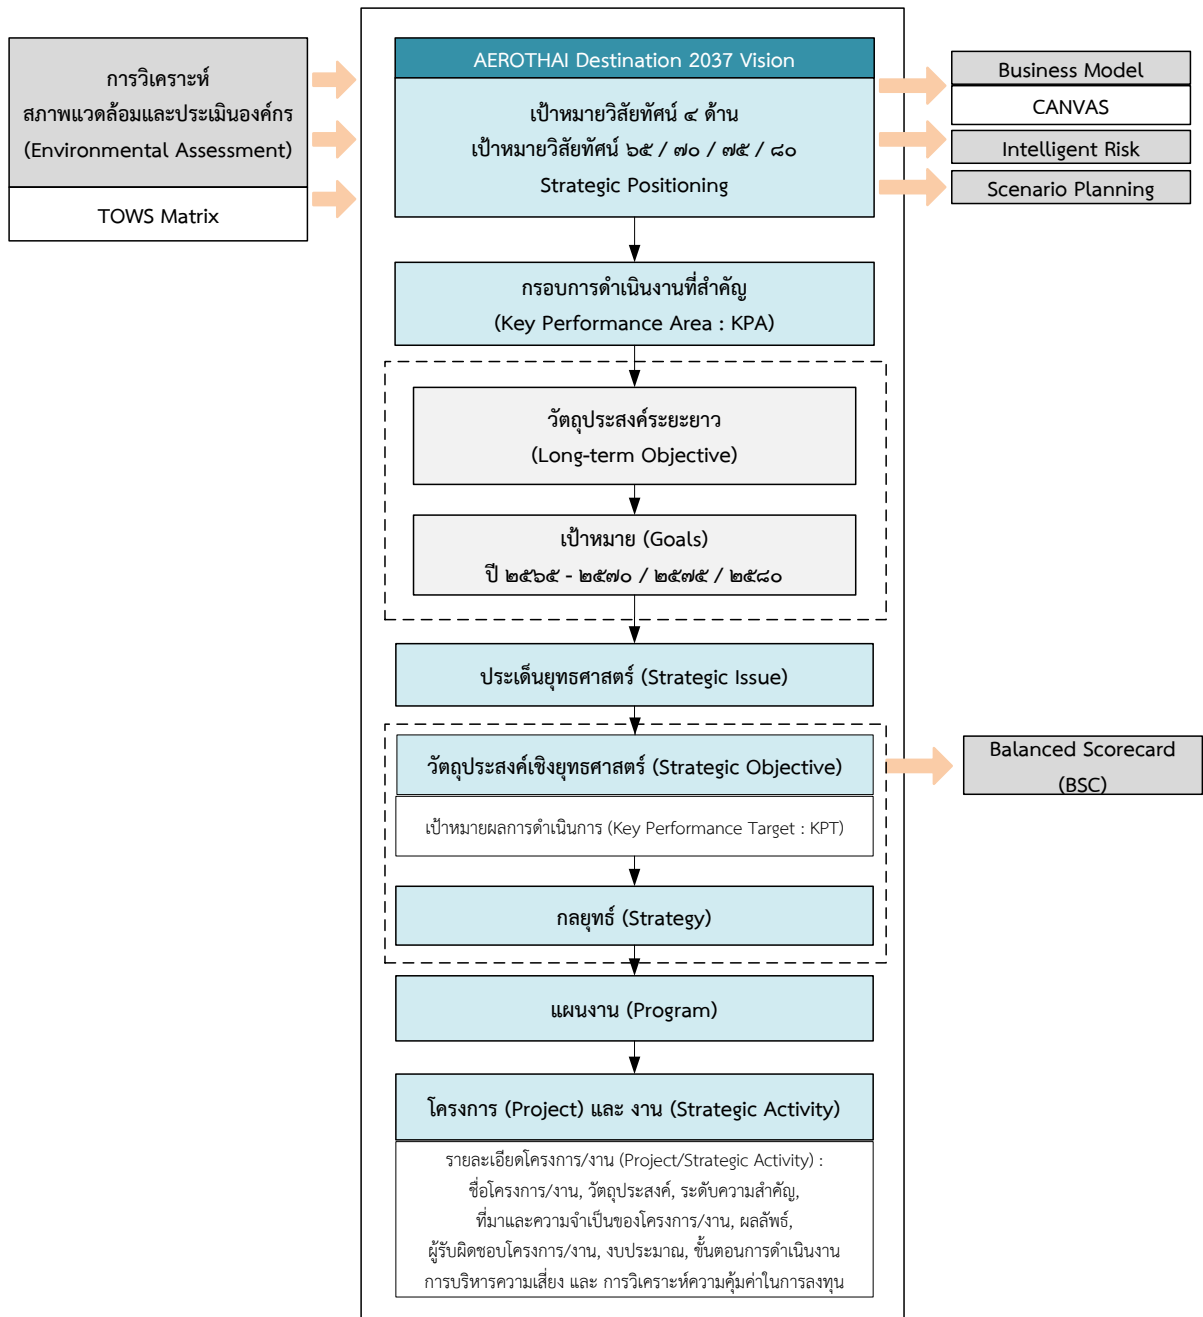 การวิเคราะห์
สภาพแวดล้อมและประเมินองค์กร
(Environmental Assessment)
TOWS Matrix
AEROTHAI Destination 2037 Vision
เป้าหมายวิสัยทัศน์ ๔ ด้าน
เป้าหมายวิสัยทัศน์ ๖๕ / ๗๐ / ๗๕ / ๘๐
Strategic Positioning
Business Model
CANVAS
Intelligent Risk
Scenario Planning
กรอบการดำเนินงานที่สำคัญ
(Key Performance Area : KPA)
วัตถุประสงค์ระยะยาว
(Long-term Objective)
เป้าหมาย (Goals)
ปี ๒๕๖๕ - ๒๕๗๐ / ๒๕๗๕ / ๒๕๘๐
ประเด็นยุทธศาสตร์ (Strategic Issue)
วัตถุประสงค์เชิงยุทธศาสตร์ (Strategic Objective)
เป้าหมายผลการดำเนินการ (Key Performance Target : KPT)
Balanced Scorecard
(BSC)
กลยุทธ์ (Strategy)
แผนงาน (Program)
โครงการ (Project) และ งาน (Strategic Activity)
รายละเอียดโครงการ/งาน (Project/Strategic Activity) :
ชื่อโครงการ/งาน, วัตถุประสงค์, ระดับความสำคัญ,
ที่มาและความจำเป็นของโครงการ/งาน, ผลลัพธ์,
ผู้รับผิดชอบโครงการ/งาน, งบประมาณ, ขั้นตอนการดำเนินงาน
การบริหารความเสี่ยง และ การวิเคราะห์ความคุ้มค่าในการลงทุน